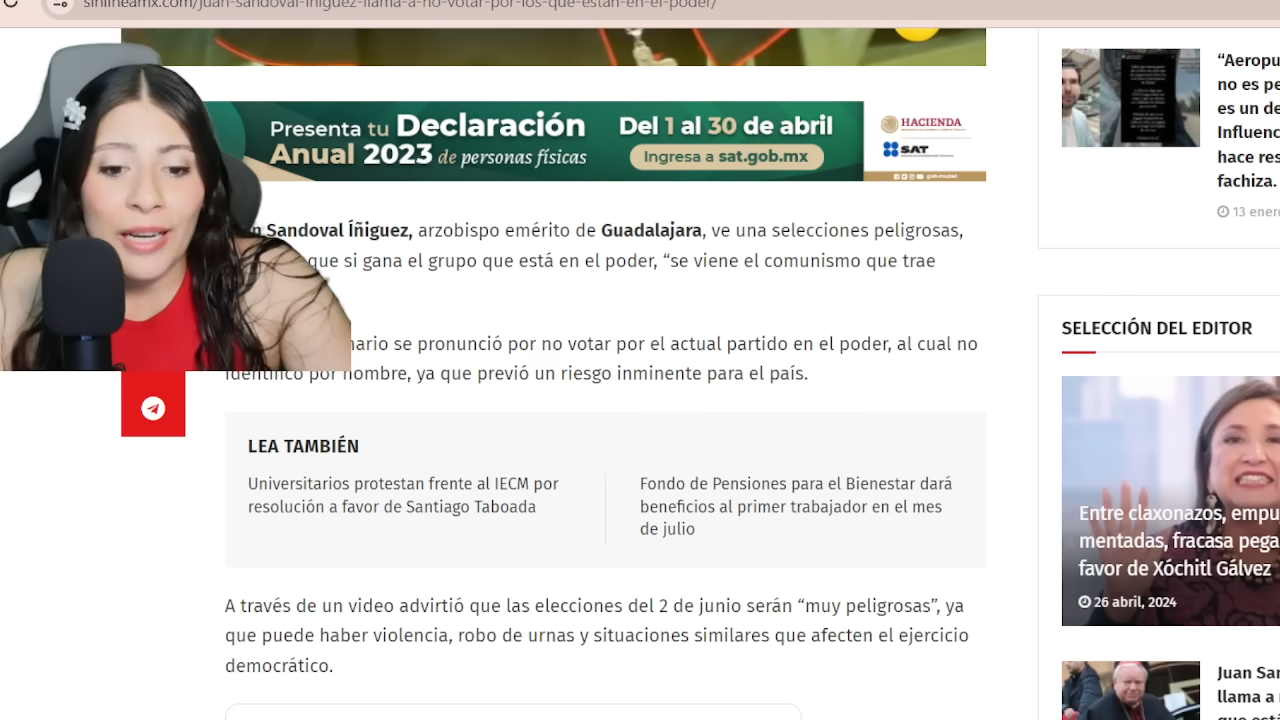 sinlineamx.com/juan-sandoval-iniguez-llama-a-no-votar-por-los-que-estan-en-el-poder/
Presenta tu Declaración
Anual 2023 de personas físicas
Del 1 al 30 de abril
Ingresa a sat.gob.mx
HACIENDA
SAT
gob.mx/sat
Sandoval Íñiguez, arzobispo emérito de Guadalajara, ve una selecciones peligrosas,
que si gana el grupo que está en el poder, “se viene el comunismo que trae
se pronunció por no votar por el actual partido en el poder, al cual no
identificó por nombre, ya que previó un riesgo inminente para el país.
LEA TAMBIÉN
Universitarios protestan frente al IECM por
resolución a favor de Santiago Taboada
Fondo de Pensiones para el Bienestar dará
beneficios al primer trabajador en el mes
de julio
A través de un video advirtió que las elecciones del 2 de junio serán “muy peligrosas”, ya
que puede haber violencia, robo de urnas y situaciones similares que afecten el ejercicio
democrático.
“Aeropu
no es pe
es un de
Influenc
hace res
fachiza.
13 ener
SELECCIÓN DEL EDITOR
Entre claxonazos, empu
mentadas, fracasa pega
favor de Xóchitl Gálvez
26 abril, 2024
Juan San
llama a